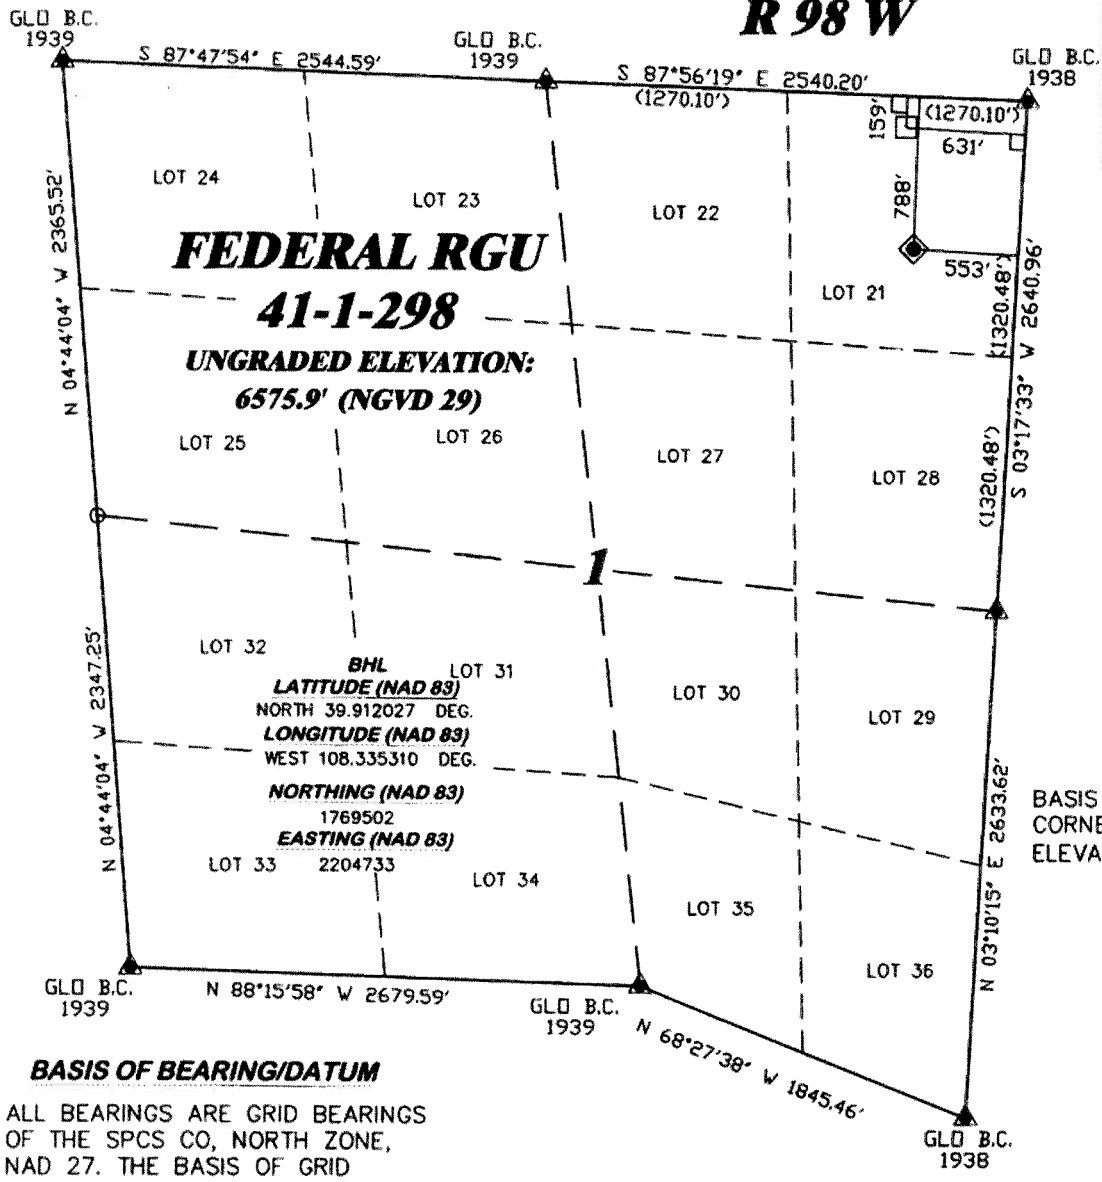 R 98 W
GLO B.C.
1939
S 87°47'54" E 2544.59'
GLO B.C.
1939
S 87°56'19" E 2540.20'
(1270.10')
GLO B.C.
1938
159'
(1270.10')
631'
788'
553'
LOT 24
LOT 23
LOT 22
LOT 21
N 04°44'04" W 2365.52'
FEDERAL RGU
41-1-298
UNGRADED ELEVATION:
6575.9' (NGVD 29)
(1320.48')
S 03°17'33" W 2640.96'
(1320.48')
LOT 25
LOT 26
LOT 27
LOT 28
1
LOT 32
LOT 31
LOT 30
LOT 29
N 04°44'04" W 2347.25'
BHL
LATITUDE (NAD 83)
NORTH 39.912027 DEG.
LONGITUDE (NAD 83)
WEST 108.335310 DEG.
NORTHING (NAD 83)
1769502
EASTING (NAD 83)
2204733
LOT 33
LOT 34
LOT 35
LOT 36
N 03°10'15" E 2633.62'
BASIS
CORNE
ELEVA
GLO B.C.
1939
N 88°15'58" W 2679.59'
GLO B.C.
1939
N 68°27'38" W 1845.46'
GLO B.C.
1938
BASIS OF BEARING/DATUM
ALL BEARINGS ARE GRID BEARINGS
OF THE SPCS CO, NORTH ZONE,
NAD 27. THE BASIS OF GRID